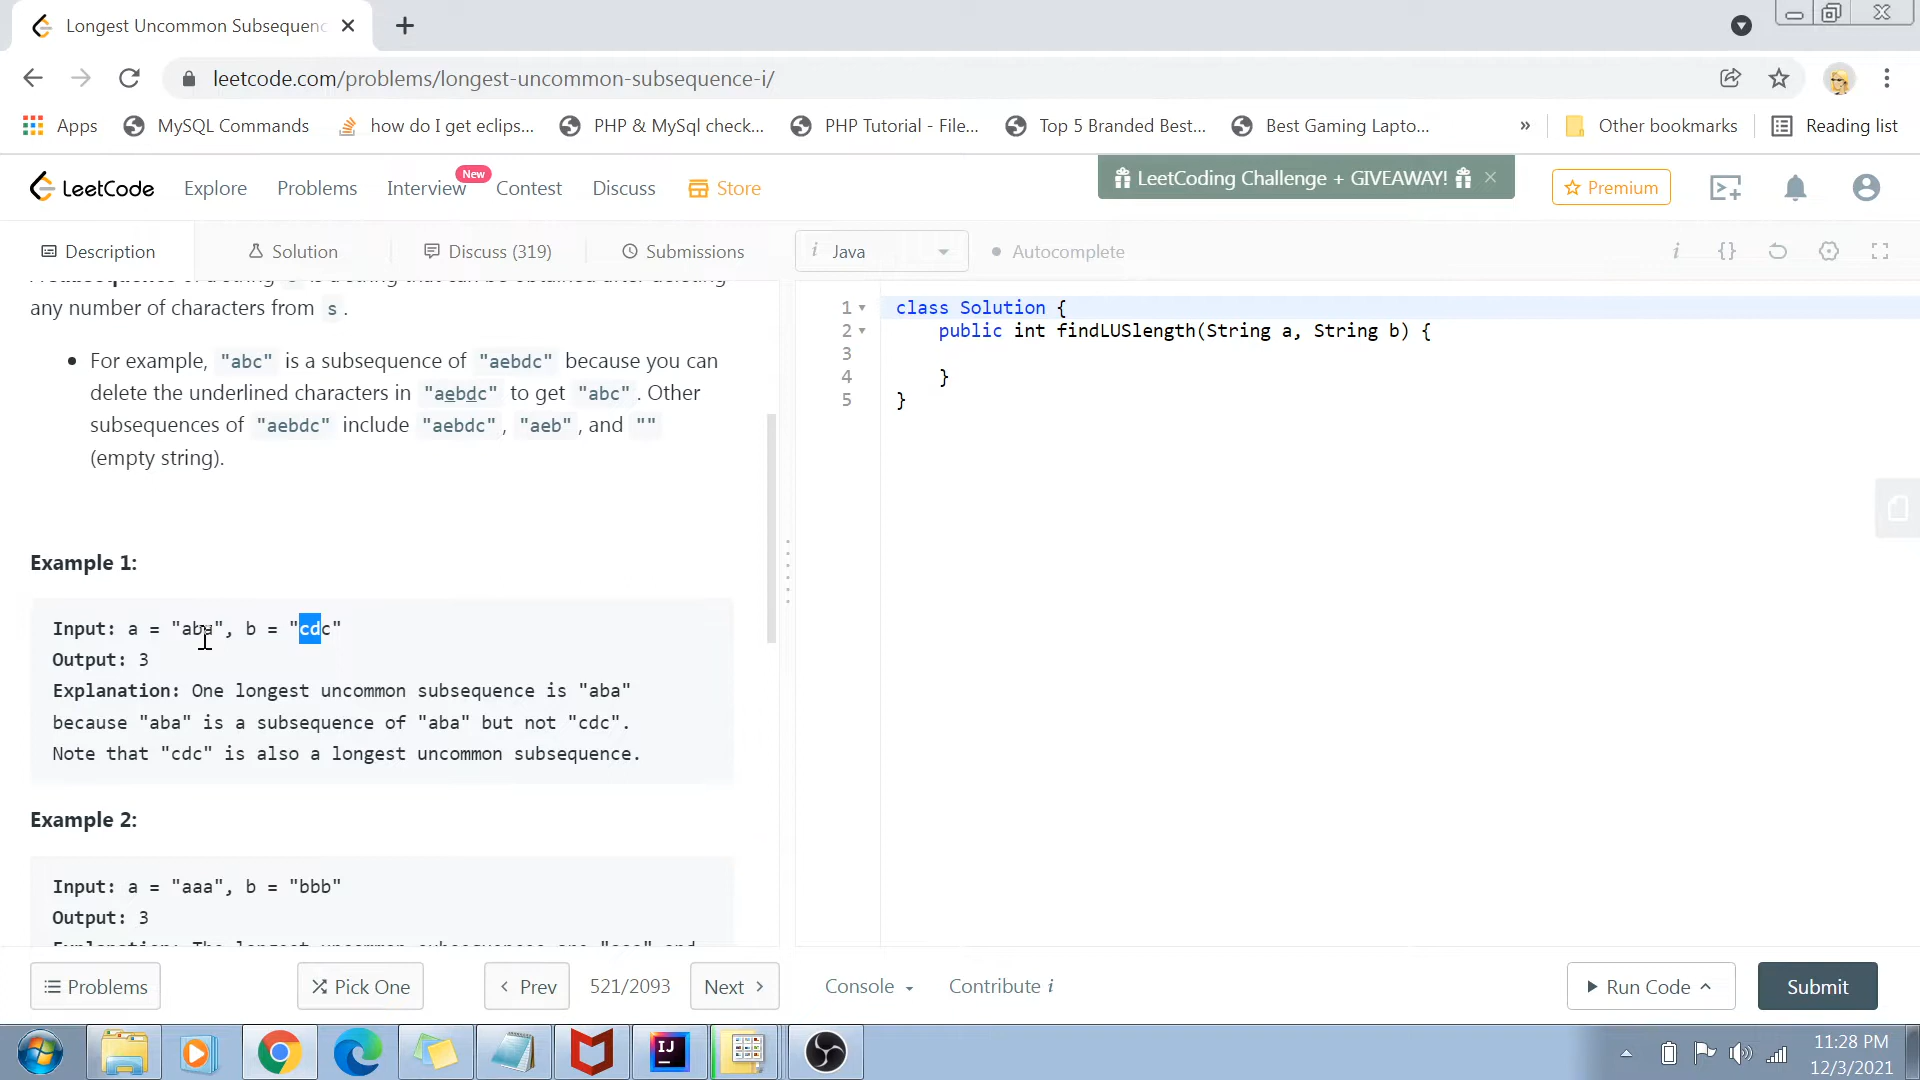 Longest Uncommon Subsequenc
leetcode.com/problems/longest-uncommon-subsequence-i/
Apps MySQL Commands how do I get eclips... PHP & MySql check... PHP Tutorial - File... Top 5 Branded Best... Best Gaming Lapto... » Other bookmarks Reading list
LeetCode Explore Problems Interview New Contest Discuss Store LeetCoding Challenge + GIVEAWAY! Premium
Description Solution Discuss (319) Submissions i Java Autocomplete i {}
any number of characters from s.
• For example, "abc" is a subsequence of "aebdc" because you can
delete the underlined characters in "aebdc" to get "abc". Other
subsequences of "aebdc" include "aebdc", "aeb", and ""
(empty string).
Example 1:
Input: a = "aba", b = "cdc"
Output: 3
Explanation: One longest uncommon subsequence is "aba"
because "aba" is a subsequence of "aba" but not "cdc".
Note that "cdc" is also a longest uncommon subsequence.
Example 2:
Input: a = "aaa", b = "bbb"
Output: 3
1 class Solution {
2 public int findLUSlength(String a, String b) {
3
4 }
5 }
Problems Pick One < Prev 521/2093 Next > Console Contribute i Run Code Submit
IJ
11:28 PM
12/3/2021